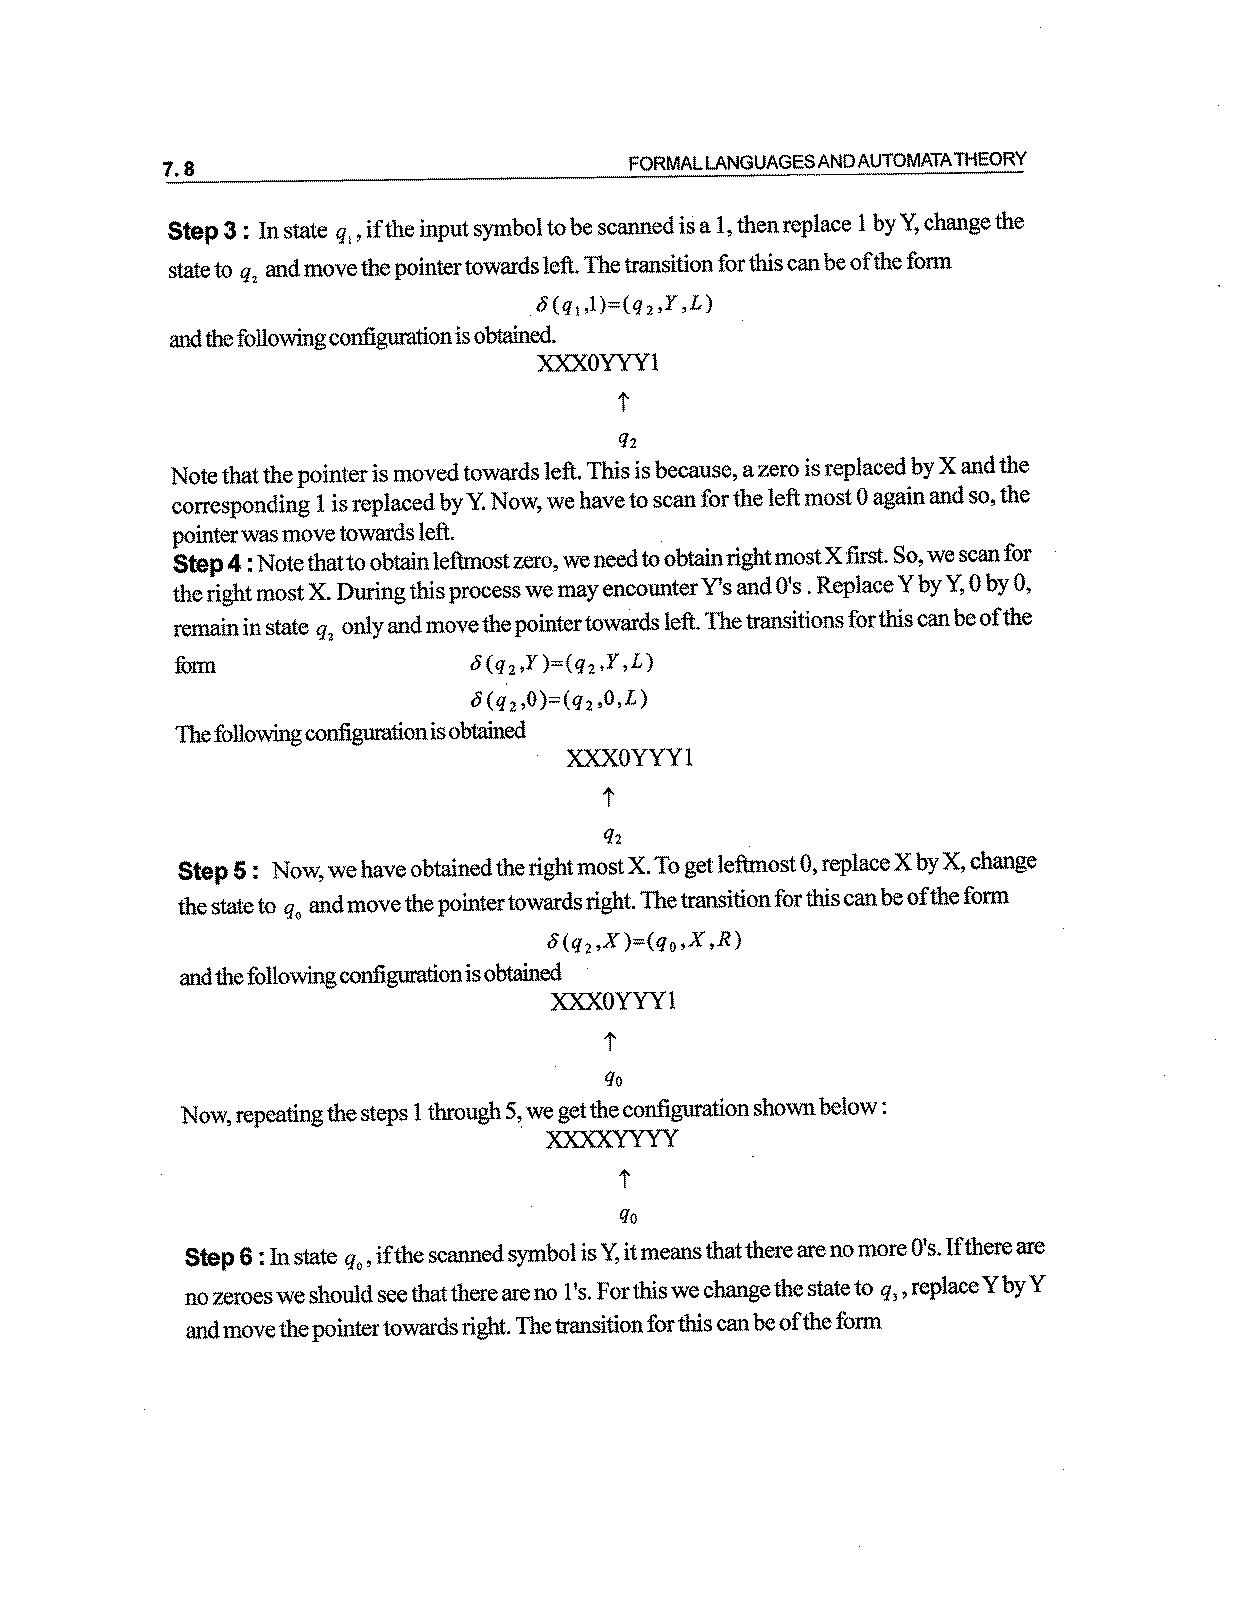 7.8 FORMAL LANGUAGES AND AUTOMATA THEORY
Step 3 : In state q₁, if the input symbol to be scanned is a 1, then replace 1 by Y, change the
state to q₂ and move the pointer towards left. The transition for this can be of the form
δ(q₁,1)=(q₂,Y,L)
and the following configuration is obtained.
XXX0YYY1
↑
q₂
Note that the pointer is moved towards left. This is because, a zero is replaced by X and the
corresponding 1 is replaced by Y. Now, we have to scan for the left most 0 again and so, the
pointer was move towards left.
Step 4 : Note that to obtain leftmost zero, we need to obtain right most X first. So, we scan for
the right most X. During this process we may encounter Y's and 0's . Replace Y by Y, 0 by 0,
remain in state q₂ only and move the pointer towards left. The transitions for this can be of the
form δ(q₂,Y)=(q₂,Y,L)
δ(q₂,0)=(q₂,0,L)
The following configuration is obtained
XXX0YYY1
↑
q₂
Step 5 : Now, we have obtained the right most X. To get leftmost 0, replace X by X, change
the state to q₀ and move the pointer towards right. The transition for this can be of the form
δ(q₂,X)=(q₀,X,R)
and the following configuration is obtained
XXX0YYY1
↑
q₀
Now, repeating the steps 1 through 5, we get the configuration shown below :
XXXXYYYY
↑
q₀
Step 6 : In state q₀, if the scanned symbol is Y, it means that there are no more 0's. If there are
no zeroes we should see that there are no 1's. For this we change the state to q₃, replace Y by Y
and move the pointer towards right. The transition for this can be of the form